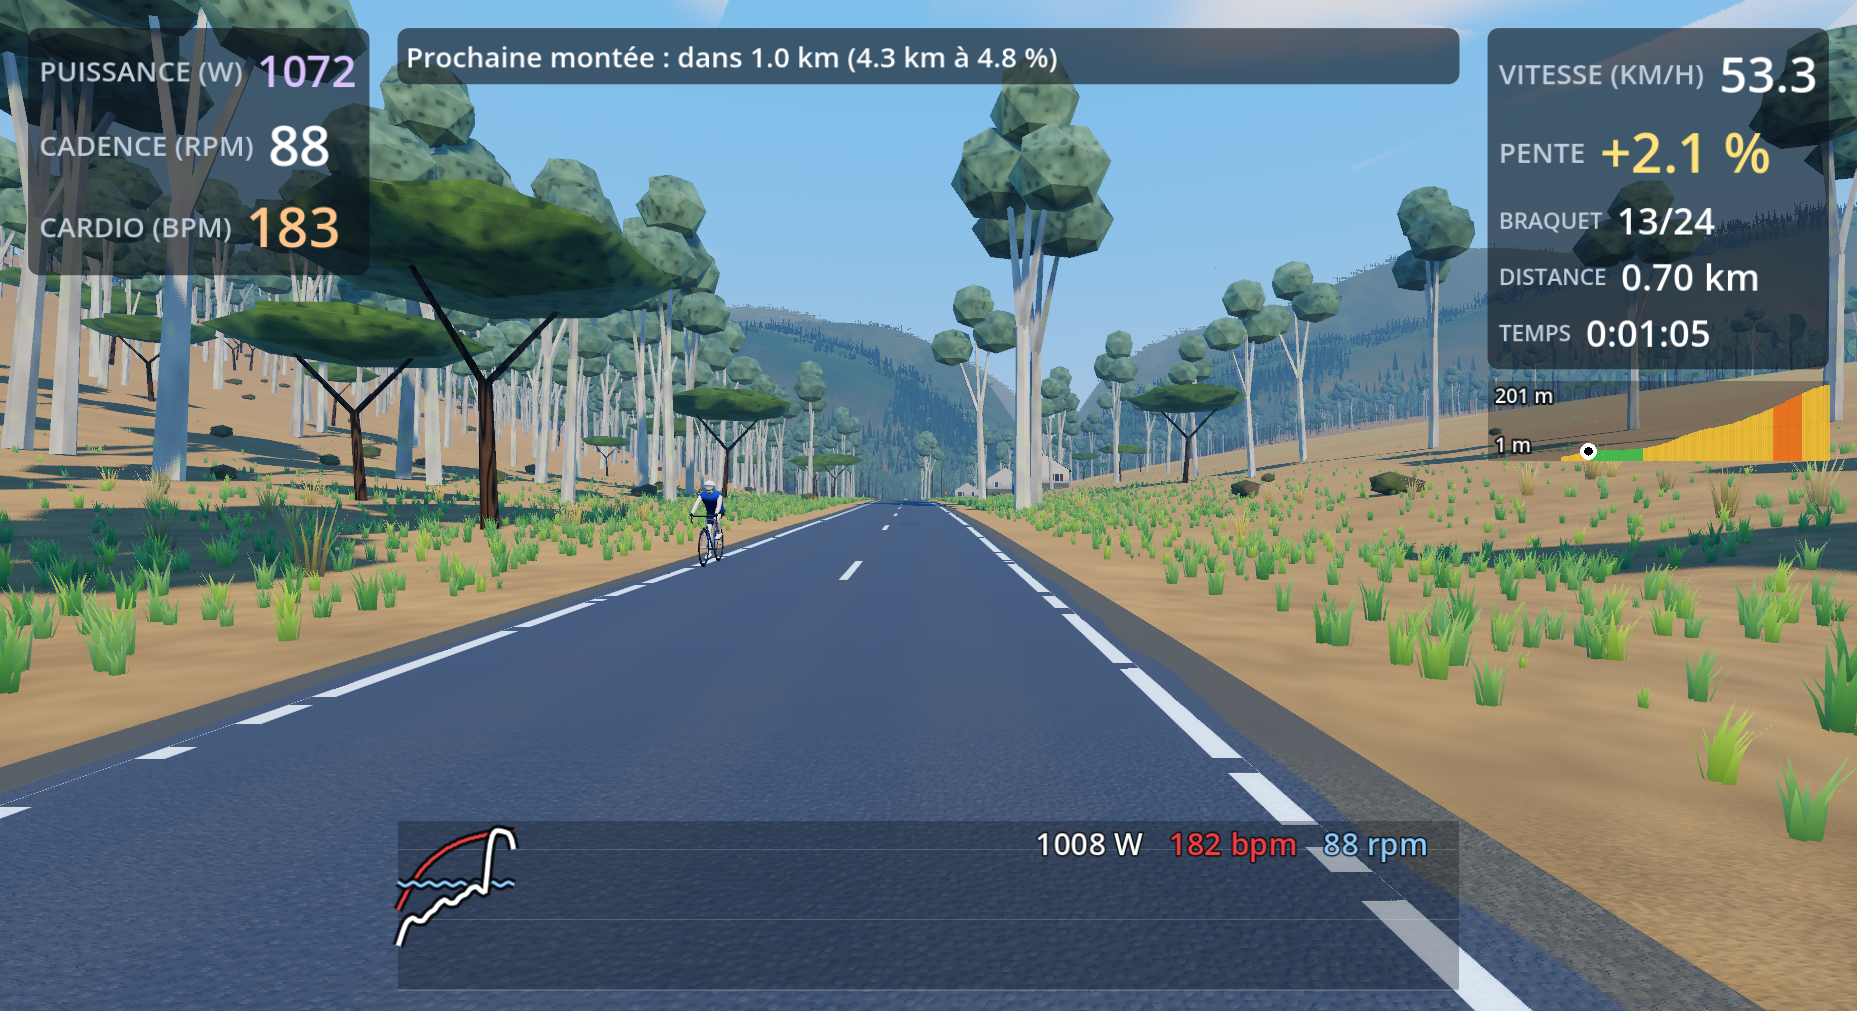 PUISSANCE (W) 1072
CADENCE (RPM) 88
CARDIO (BPM) 183
Prochaine montée : dans 1.0 km (4.3 km à 4.8 %)
VITESSE (KM/H) 53.3
PENTE +2.1 %
BRAQUET 13/24
DISTANCE 0.70 km
TEMPS 0:01:05
201 m
1 m
1008 W 182 bpm 88 rpm